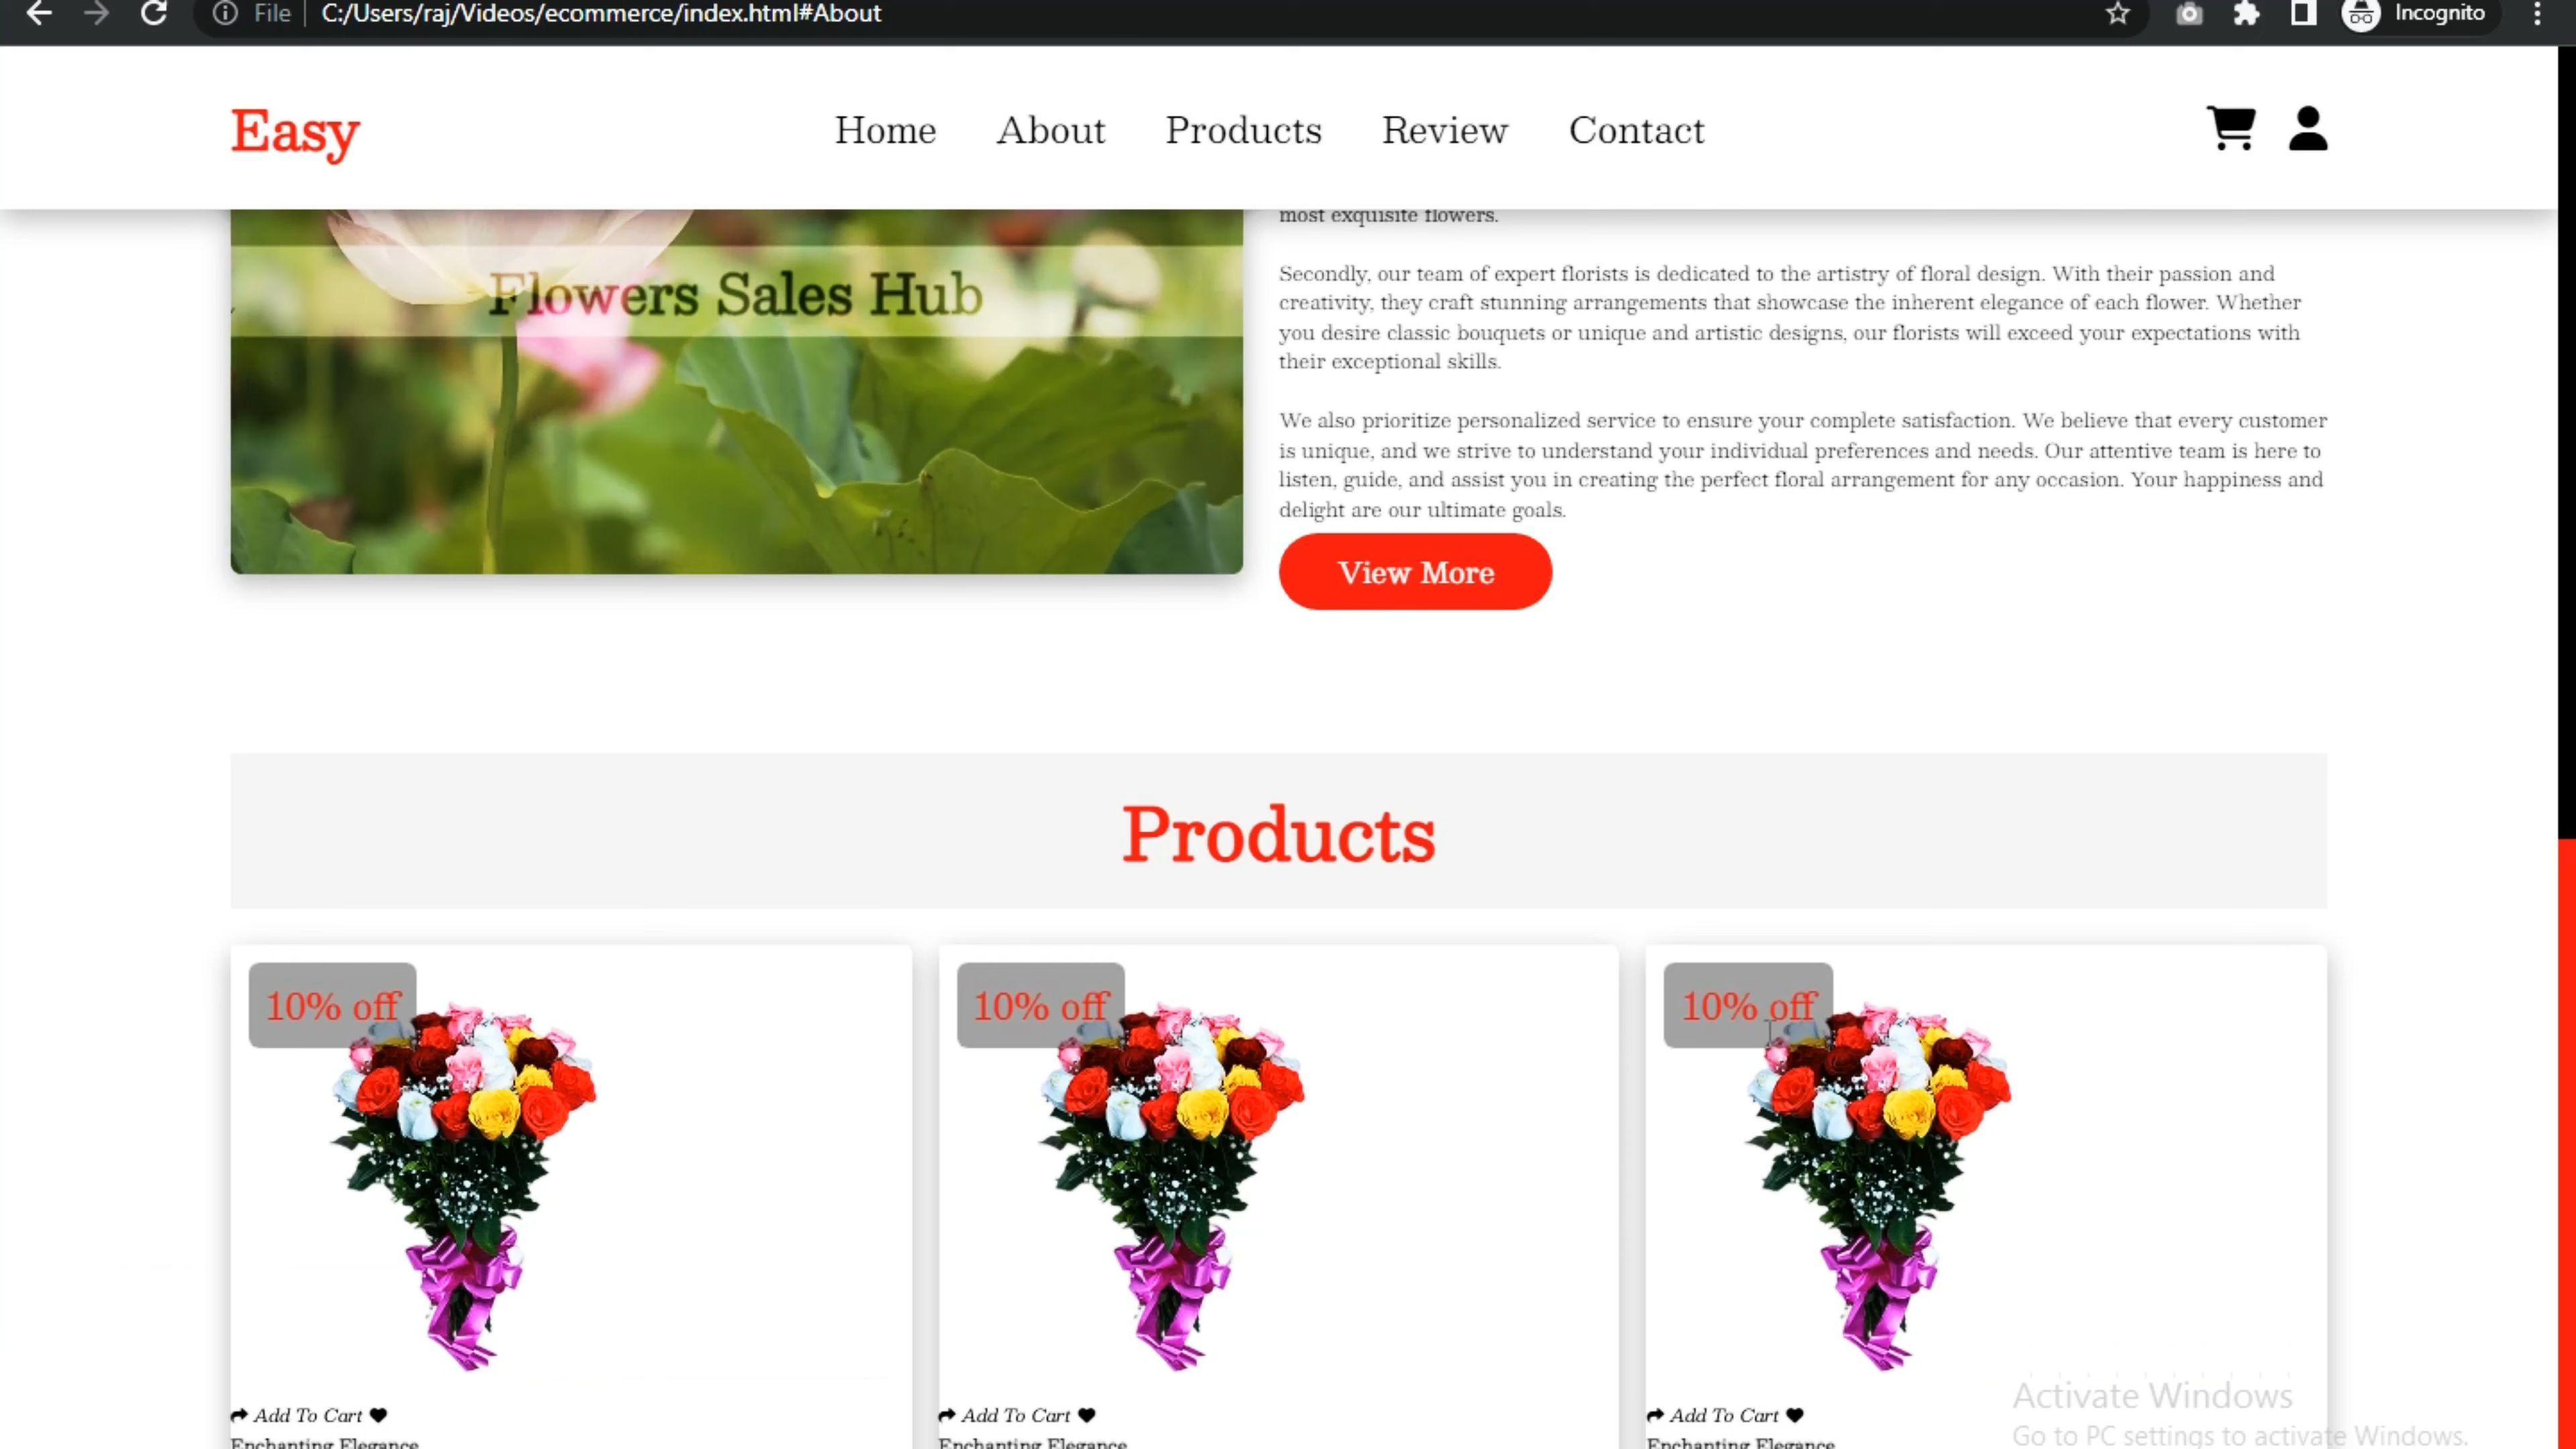 File C:/Users/raj/Videos/ecommerce/index.html#About Incognito
Easy Home About Products Review Contact
most exquisite flowers.
Flowers Sales Hub
Secondly, our team of expert florists is dedicated to the artistry of floral design. With their passion and
creativity, they craft stunning arrangements that showcase the inherent elegance of each flower. Whether
you desire classic bouquets or unique and artistic designs, our florists will exceed your expectations with
their exceptional skills.
We also prioritize personalized service to ensure your complete satisfaction. We believe that every customer
is unique, and we strive to understand your individual preferences and needs. Our attentive team is here to
listen, guide, and assist you in creating the perfect floral arrangement for any occasion. Your happiness and
delight are our ultimate goals.
View More
Products
10% off 10% off 10% off
Add To Cart Add To Cart Add To Cart
Enchanting Elegance Enchanting Elegance Enchanting Elegance
Activate Windows
Go to PC settings to activate Windows.